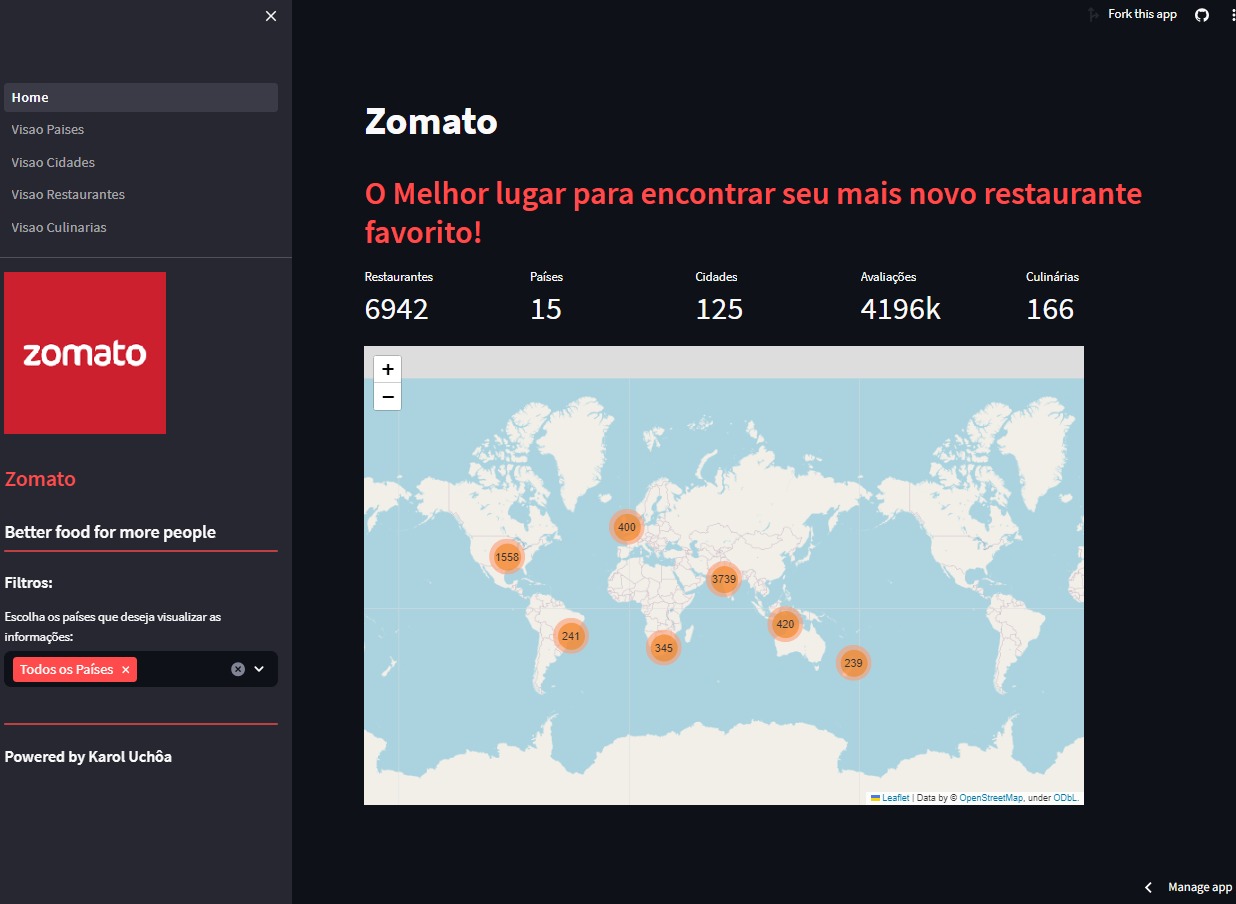 Fork this app
Home
Visao Paises
Visao Cidades
Visao Restaurantes
Visao Culinarias
zomato
Zomato
Better food for more people
Filtros:
Escolha os países que deseja visualizar as
informações:
Todos os Países ×
Powered by Karol Uchôa
Zomato
O Melhor lugar para encontrar seu mais novo restaurante
favorito!
Restaurantes
6942
Países
15
Cidades
125
Avaliações
4196k
Culinárias
166
+
−
400
1558
3739
420
241
345
239
Leaflet | Data by © OpenStreetMap, under ODbL.
Manage app